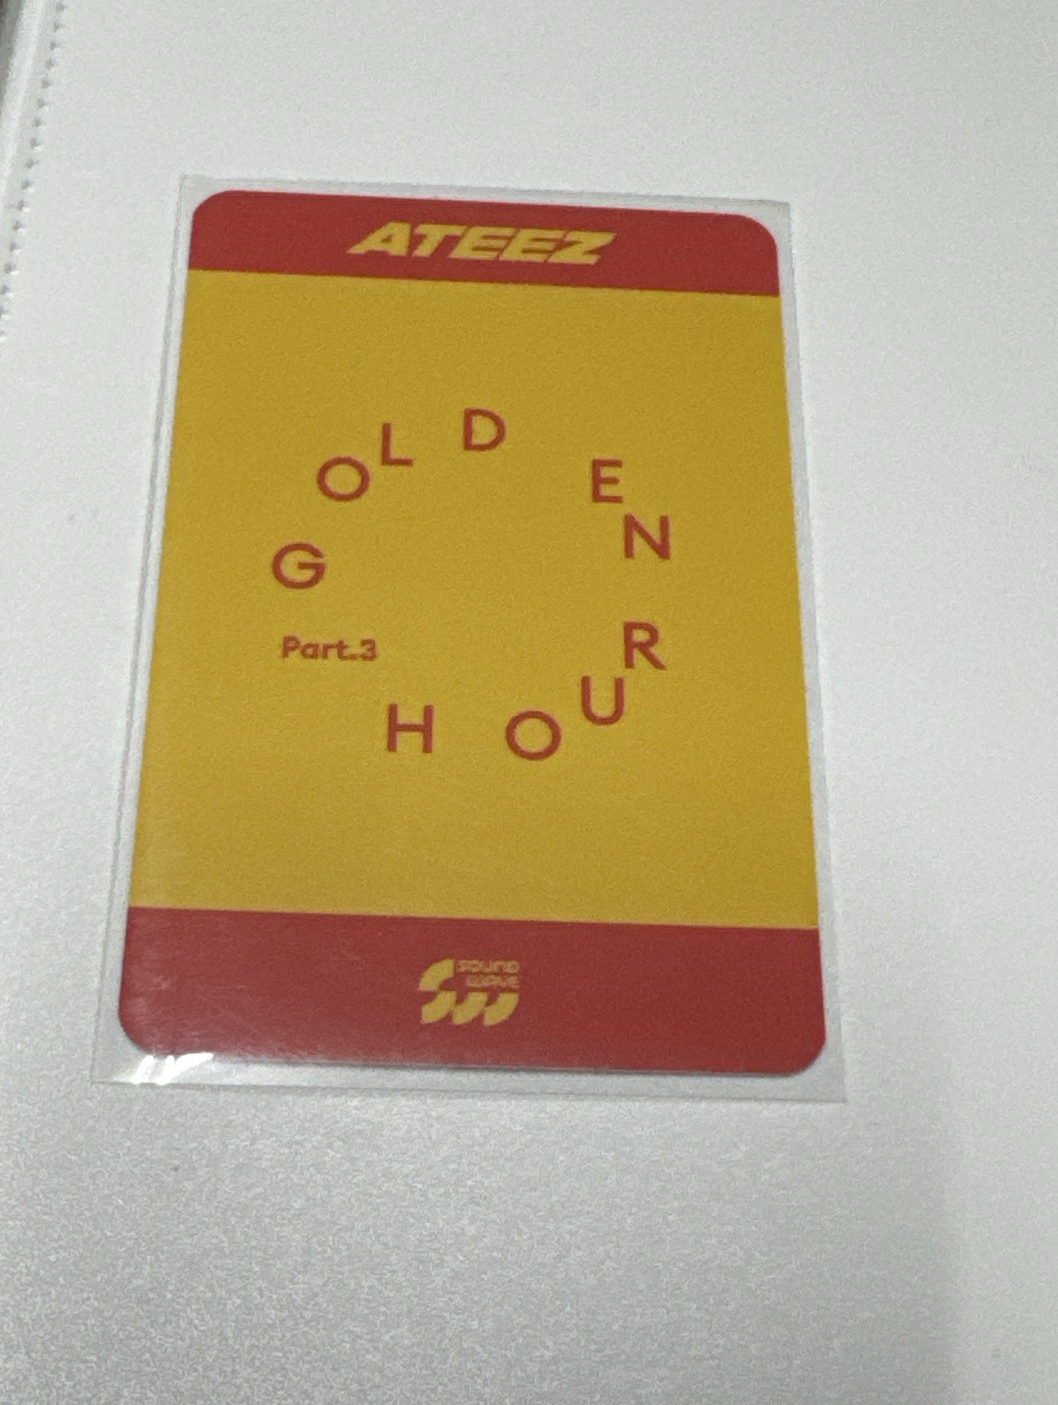 ATEEZ
GOLDEN
HOUR
Part.3
SOUND
WAVE